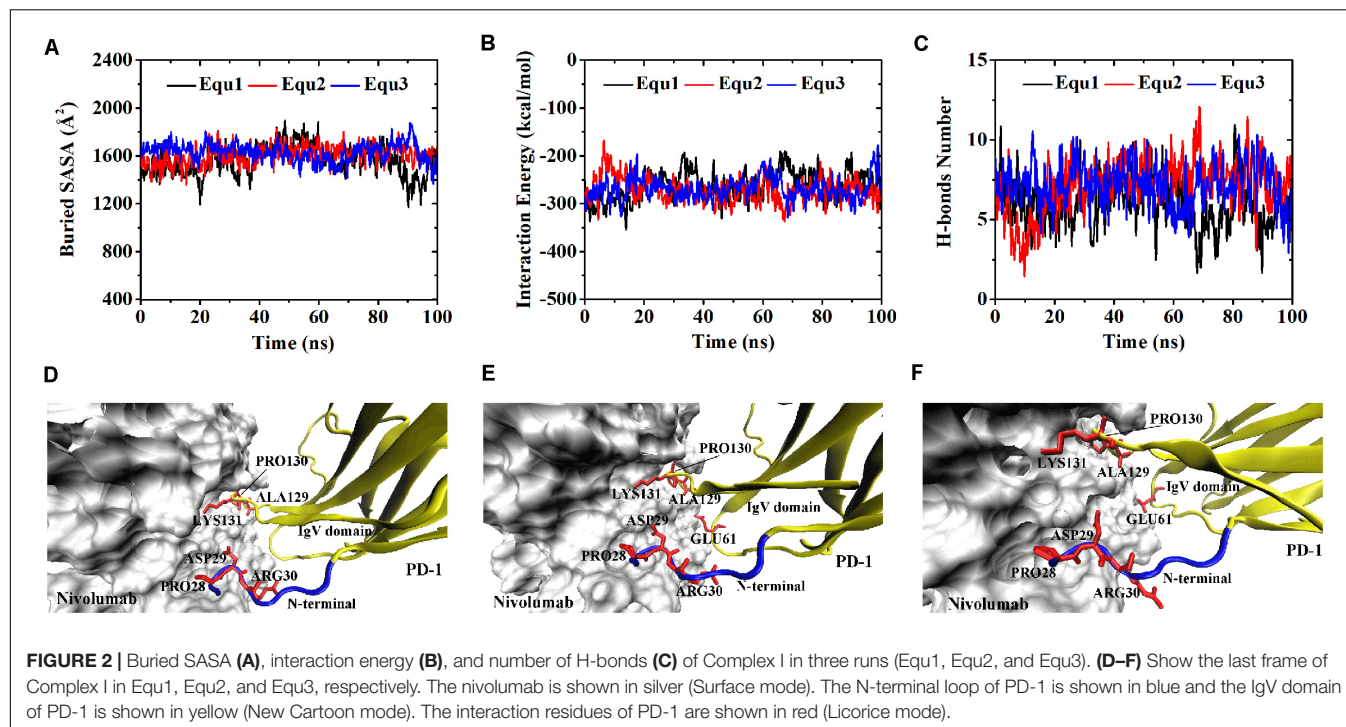 A
2400
2000
1600
1200
800
400
Buried SASA (Å²)
Equ1 Equ2 Equ3
0 20 40 60 80 100
Time (ns)
B
0
-100
-200
-300
-400
-500
Interaction Energy (kcal/mol)
Equ1 Equ2 Equ3
0 20 40 60 80 100
Time (ns)
C
15
10
5
0
H-bonds Number
Equ1 Equ2 Equ3
0 20 40 60 80 100
Time (ns)
D
PRO130
ALA129
LYS131
IgV domain
ASP29
PRO28
ARG30
PD-1
N-terminal
Nivolumab
E
PRO130
LYS131
ALA129
IgV domain
ASP29
GLU61
PRO28
ARG30
PD-1
N-terminal
Nivolumab
F
PRO130
LYS131
ALA129
IgV domain
GLU61
ASP29
PRO28
PD-1
N-terminal
ARG30
Nivolumab
FIGURE 2 | Buried SASA (A), interaction energy (B), and number of H-bonds (C) of Complex I in three runs (Equ1, Equ2, and Equ3). (D–F) Show the last frame of
Complex I in Equ1, Equ2, and Equ3, respectively. The nivolumab is shown in silver (Surface mode). The N-terminal loop of PD-1 is shown in blue and the IgV domain
of PD-1 is shown in yellow (New Cartoon mode). The interaction residues of PD-1 are shown in red (Licorice mode).